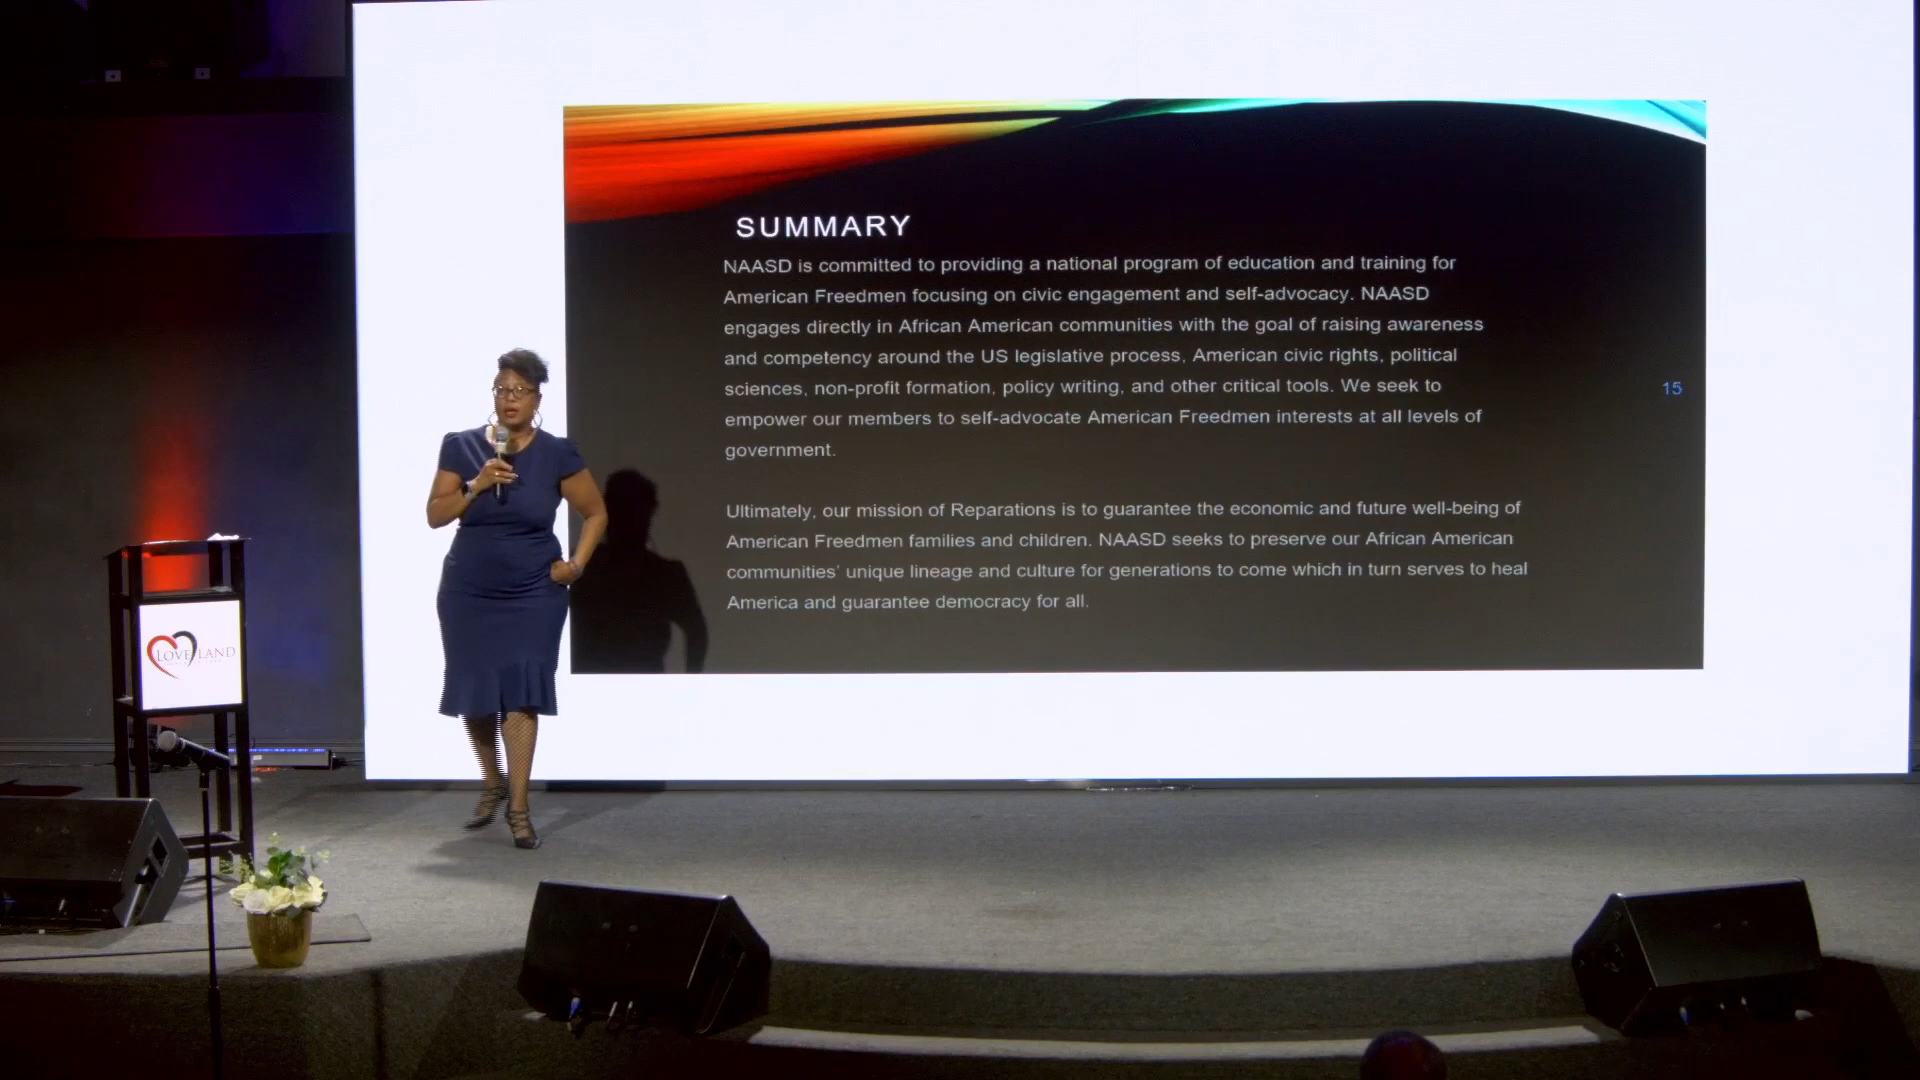 SUMMARY
NAASD is committed to providing a national program of education and training for
American Freedmen focusing on civic engagement and self-advocacy. NAASD
engages directly in African American communities with the goal of raising awareness
and competency around the US legislative process, American civic rights, political
sciences, non-profit formation, policy writing, and other critical tools. We seek to
empower our members to self-advocate American Freedmen interests at all levels of
government.
15
Ultimately, our mission of Reparations is to guarantee the economic and future well-being of
American Freedmen families and children. NAASD seeks to preserve our African American
communities' unique lineage and culture for generations to come which in turn serves to heal
America and guarantee democracy for all.
LOVE LAND